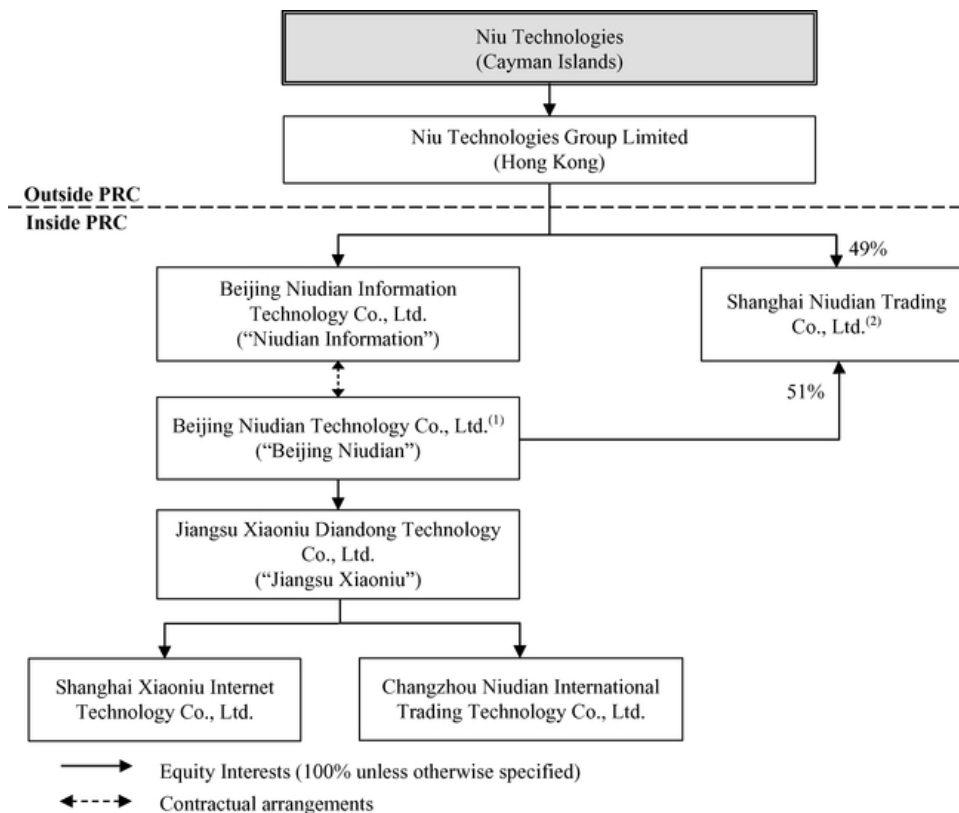 Niu Technologies
(Cayman Islands)
Niu Technologies Group Limited
(Hong Kong)
Outside PRC
Inside PRC
49%
Beijing Niudian Information
Technology Co., Ltd.
(“Niudian Information”)
Shanghai Niudian Trading
Co., Ltd.(2)
51%
Beijing Niudian Technology Co., Ltd.(1)
(“Beijing Niudian”)
Jiangsu Xiaoniu Diandong Technology
Co., Ltd.
(“Jiangsu Xiaoniu”)
Shanghai Xiaoniu Internet
Technology Co., Ltd.
Changzhou Niudian International
Trading Technology Co., Ltd.
Equity Interests (100% unless otherwise specified)
Contractual arrangements